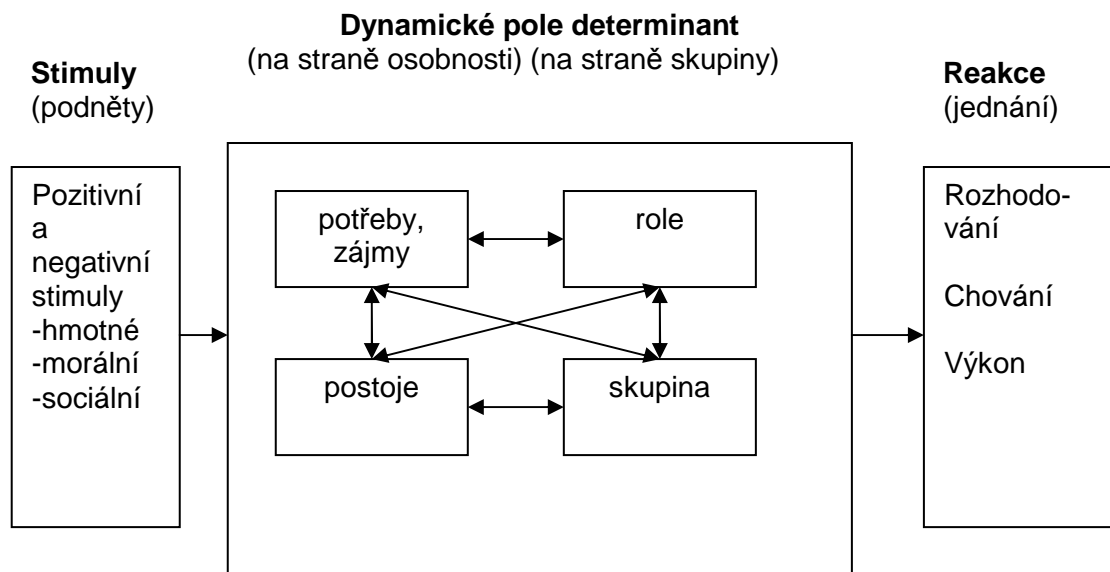 Dynamické pole determinant
(na straně osobnosti) (na straně skupiny)
Stimuly
(podněty)
Reakce
(jednání)
Pozitivní
a
negativní
stimuly
-hmotné
-morální
-sociální
potřeby,
zájmy
role
postoje
skupina
Rozhodo-
vání
Chování
Výkon